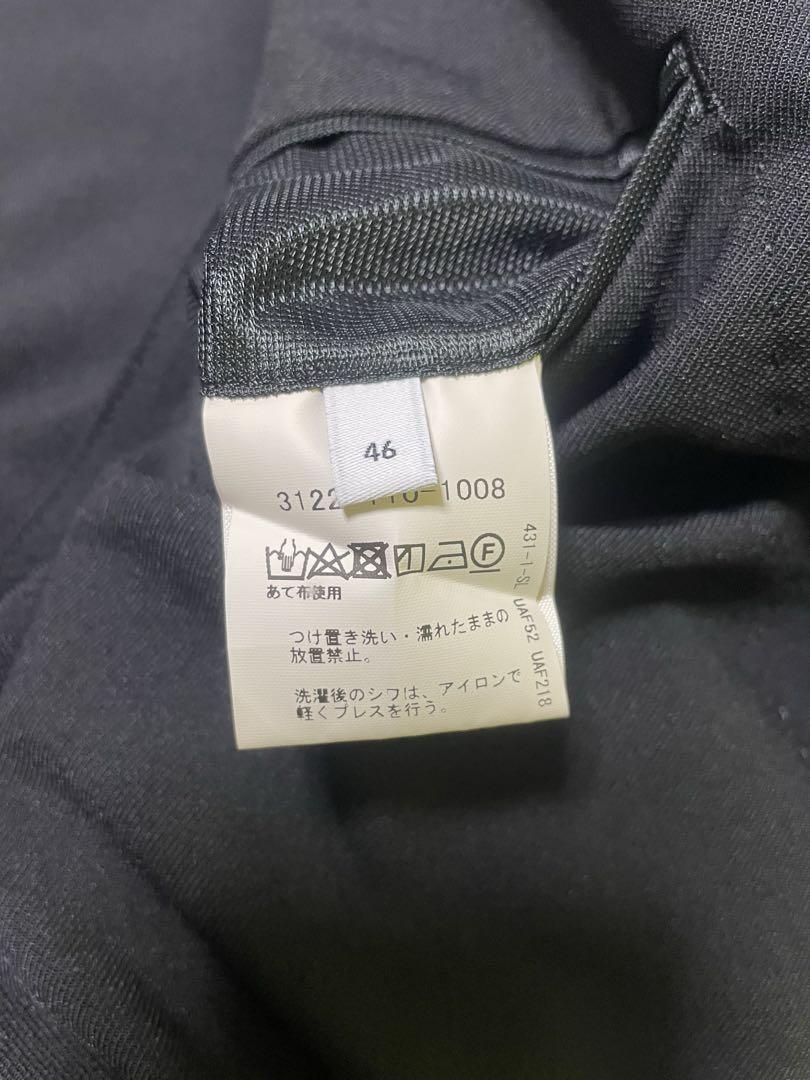 46
3122 110-1008
F
あて布使用
つけ置き洗い・濡れたままの
放置禁止。
洗濯後のシワは、アイロンで
軽くプレスを行う。
431-1-SL UAF52 UAF218